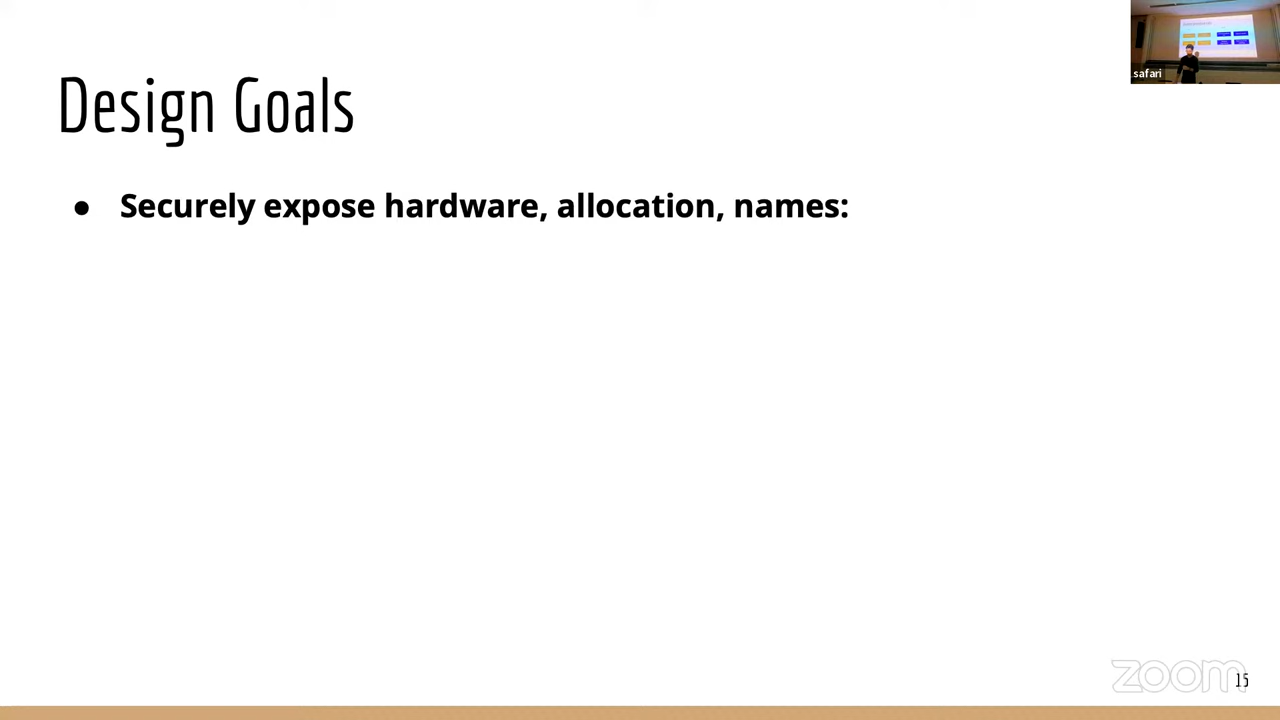 safari
Design Goals
● Securely expose hardware, allocation, names:
zoom
15